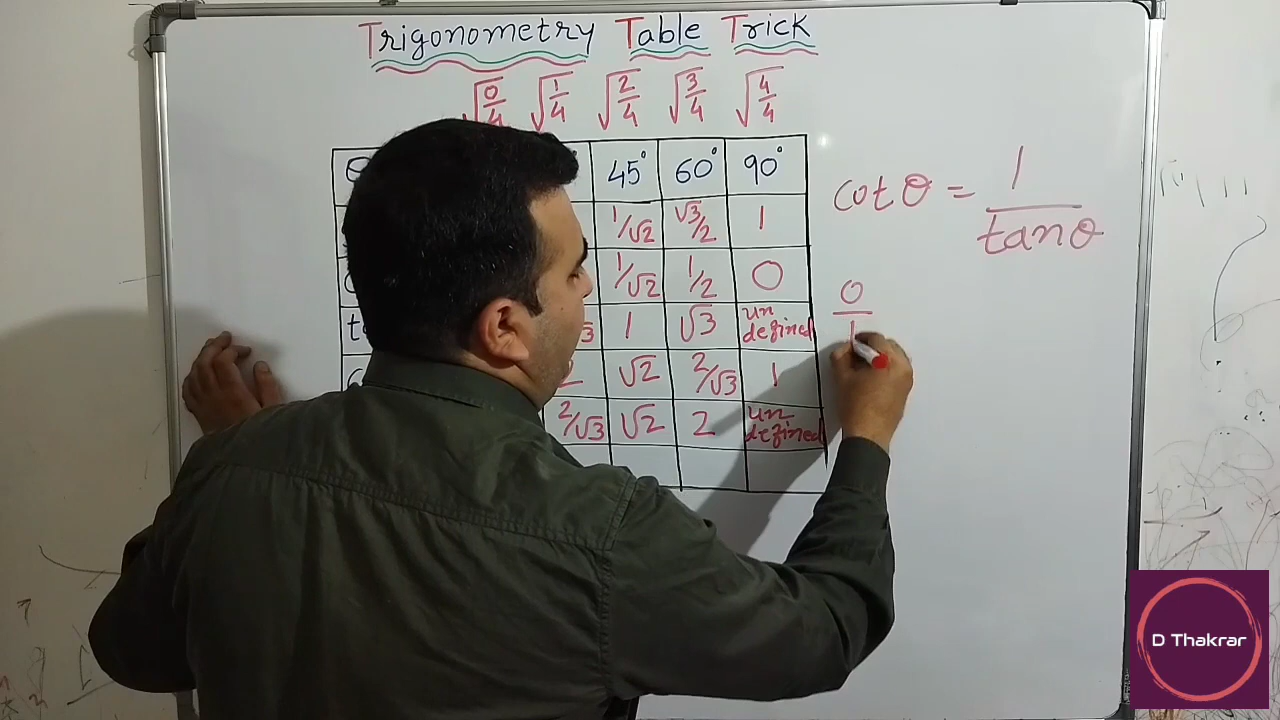 Trigonometry Table Trick
√0/4 √1/4 √2/4 √3/4 √4/4
θ 45° 60° 90°
1/√2 √3/2 1
1/√2 1/2 0
1 √3 undefined
√2 2/√3 1
2/√3 √2 2 undefined
cot θ = 1/tan θ
0/1
D Thakrar